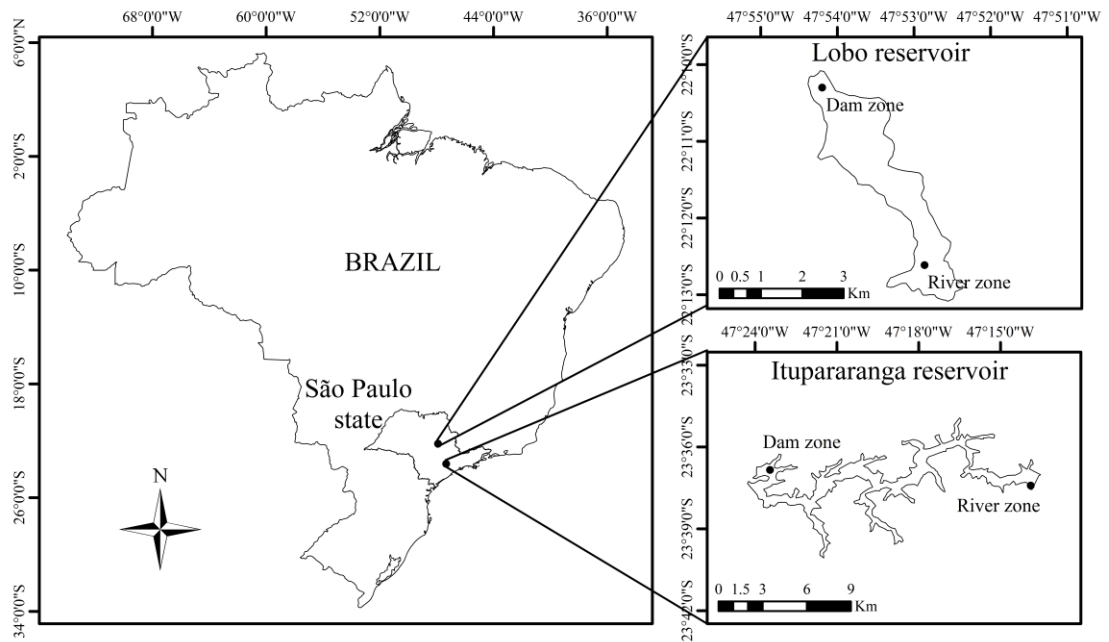 68°0'0"W 60°0'0"W 52°0'0"W 44°0'0"W 36°0'0"W
6°0'0"N
2°0'0"S
10°0'0"S
18°0'0"S
26°0'0"S
34°0'0"S
BRAZIL
São Paulo
state
N
47°55'0"W 47°54'0"W 47°53'0"W 47°52'0"W 47°51'0"W
22°10'0"S
22°11'0"S
22°12'0"S
22°13'0"S
Lobo reservoir
Dam zone
River zone
0 0.5 1 2 3
Km
47°24'0"W 47°21'0"W 47°18'0"W 47°15'0"W
23°33'0"S
23°36'0"S
23°39'0"S
23°42'0"S
Itupararanga reservoir
Dam zone
River zone
0 1.5 3 6 9
Km